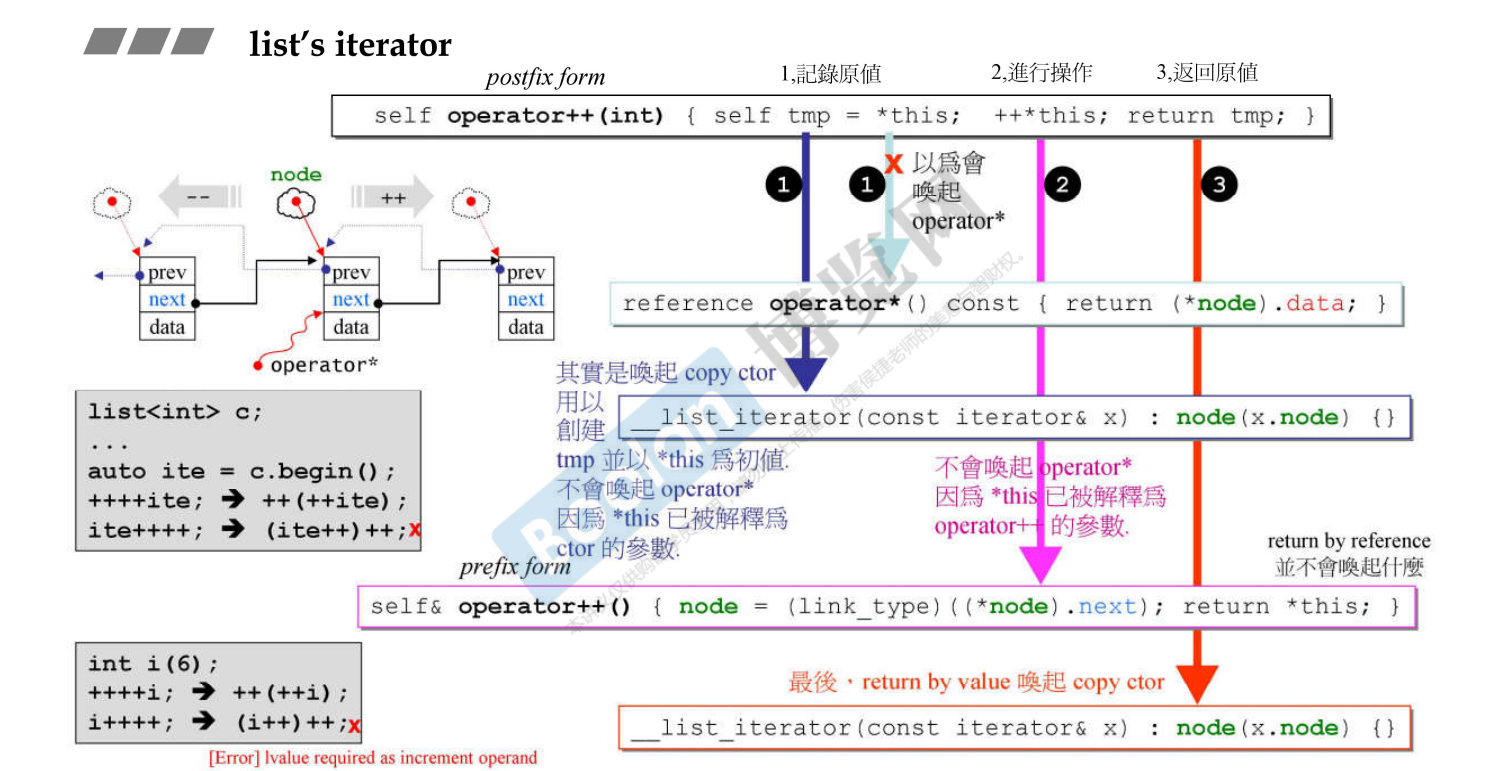 list's iterator
postfix form
1,記錄原値
2,進行操作
3,返回原値
self operator++(int) { self tmp = *this;  ++*this; return tmp; }
1
1
x 以爲會
喚起
operator*
2
3
node
--
++
prev
next
data
prev
next
data
prev
next
data
operator*
reference operator*() const { return (*node).data; }
其實是喚起 copy ctor
用以
創建
tmp 並以 *this 爲初値.
不會喚起 operator*
因爲 *this 已被解釋爲
ctor 的參數.
__list_iterator(const iterator& x) : node(x.node) {}
不會喚起 operator*
因爲 *this 已被解釋爲
operator++ 的參數.
list<int> c;
...
auto ite = c.begin();
++++ite; ➔ ++(++ite);
ite++++; ➔ (ite++)++;x
prefix form
return by reference
並不會喚起什麼
self& operator++() { node = (link_type)((*node).next); return *this; }
int i(6);
++++i; ➔ ++(++i);
i++++; ➔ (i++)++;x
[Error] lvalue required as increment operand
最後，return by value 喚起 copy ctor
__list_iterator(const iterator& x) : node(x.node) {}
Boolan
博览网